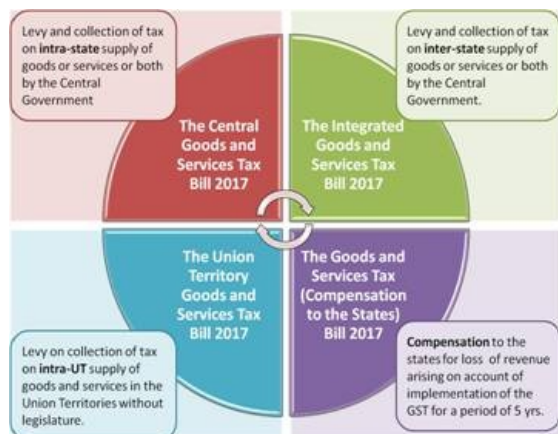 Levy and collection of tax
on intra-state supply of
goods or services or both
by the Central
Government
The Central
Goods and
Services Tax
Bill 2017
Levy and collection of tax
on inter-state supply of
goods or services or both
by the Central
Government.
The Integrated
Goods and
Services Tax
Bill 2017
The Union
Territory
Goods and
Services Tax
Bill 2017
Levy on collection of tax
on intra-UT supply of
goods and services in the
Union Territories without
legislature.
The Goods and
Services Tax
(Compensation
to the States)
Bill 2017
Compensation to the
states for loss of revenue
arising on account of
implementation of the
GST for a period of 5 yrs.